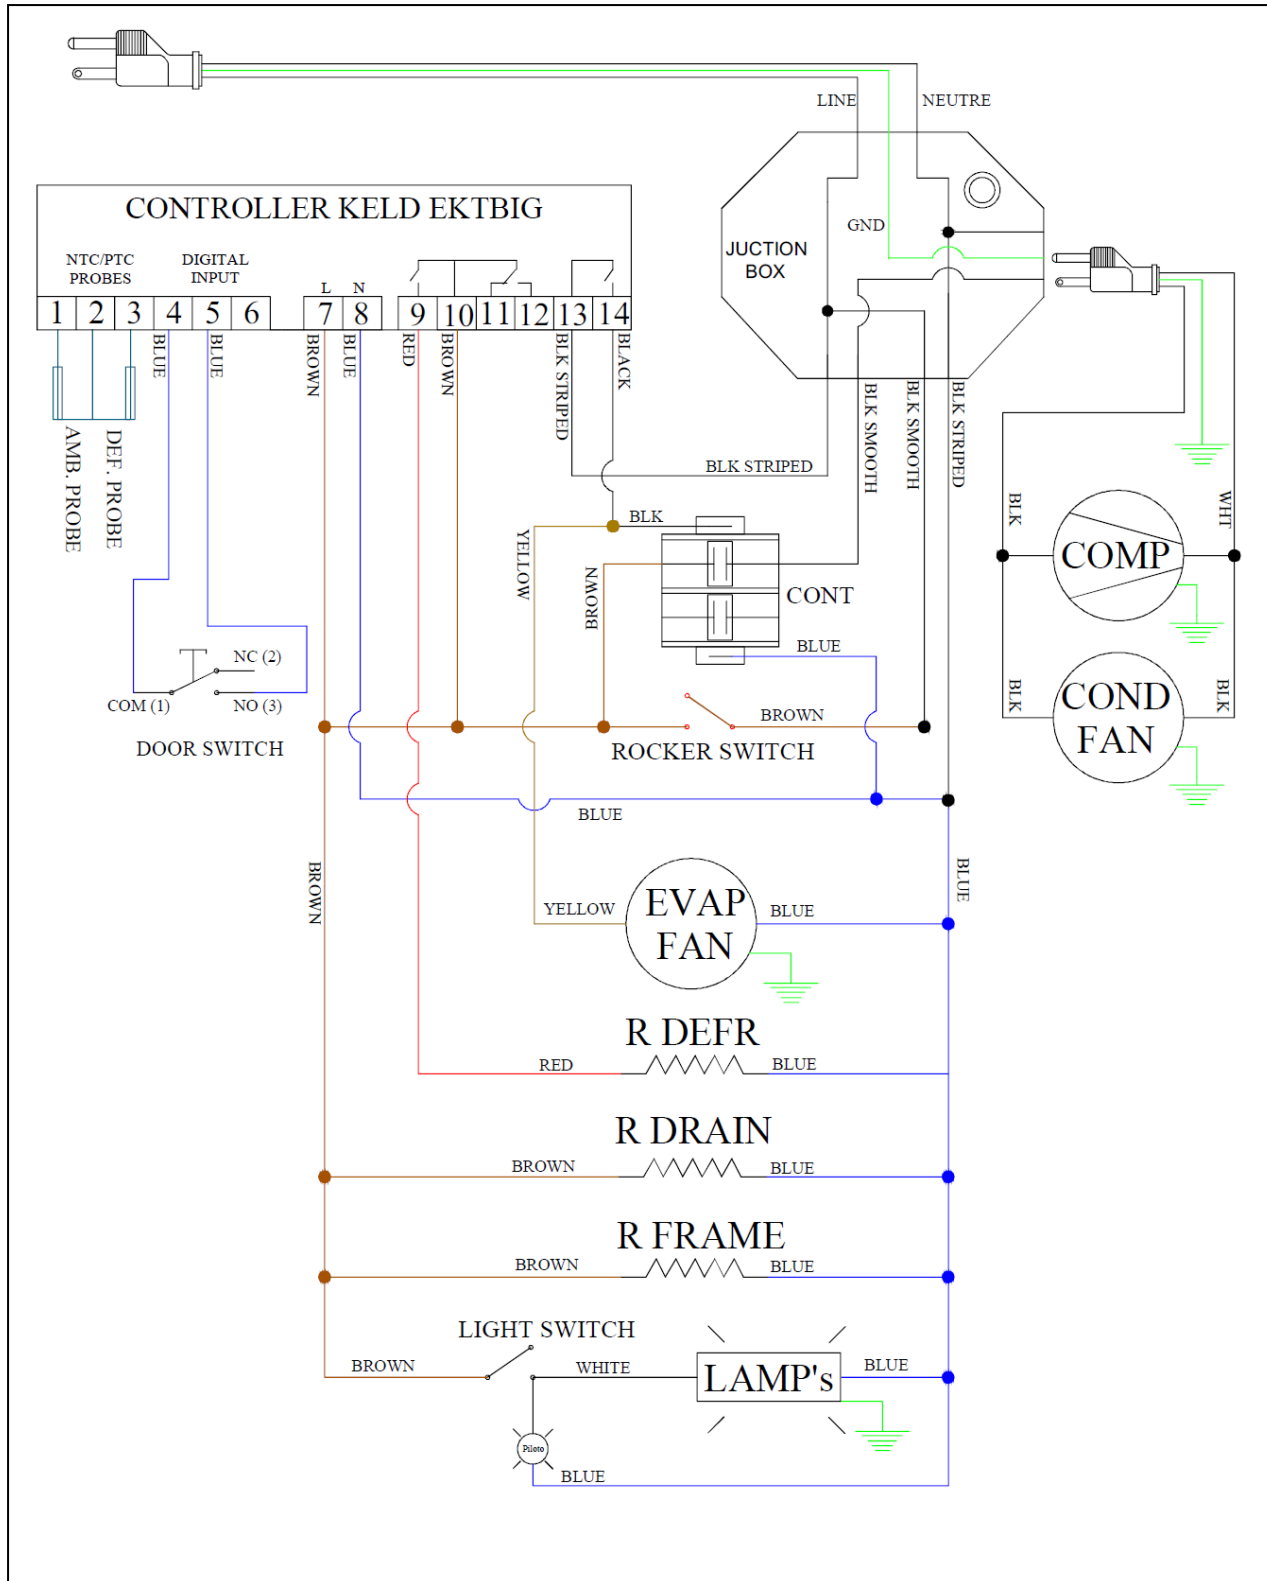 LINE
NEUTRE
CONTROLLER KELD EKTBIG
NTC/PTC
PROBES
DIGITAL
INPUT
L
N
1 2 3 4 5 6 7 8 9 10 11 12 13 14
GND
JUCTION
BOX
BLUE
BLUE
BROWN
BLUE
RED
BROWN
BLK STRIPED
BLACK
AMB. PROBE
DEF. PROBE
BLK STRIPED
BLK SMOOTH
BLK SMOOTH
BLK STRIPED
BLK
WHT
COMP
YELLOW
BLK
BROWN
CONT
BLUE
COM (1)
NC (2)
NO (3)
DOOR SWITCH
BROWN
ROCKER SWITCH
BLK
BLK
COND
FAN
BLUE
BROWN
BLUE
YELLOW
EVAP
FAN
BLUE
R DEFR
RED
BLUE
R DRAIN
BROWN
BLUE
R FRAME
BROWN
BLUE
LIGHT SWITCH
BROWN
WHITE
LAMP's
BLUE
Piloto
BLUE